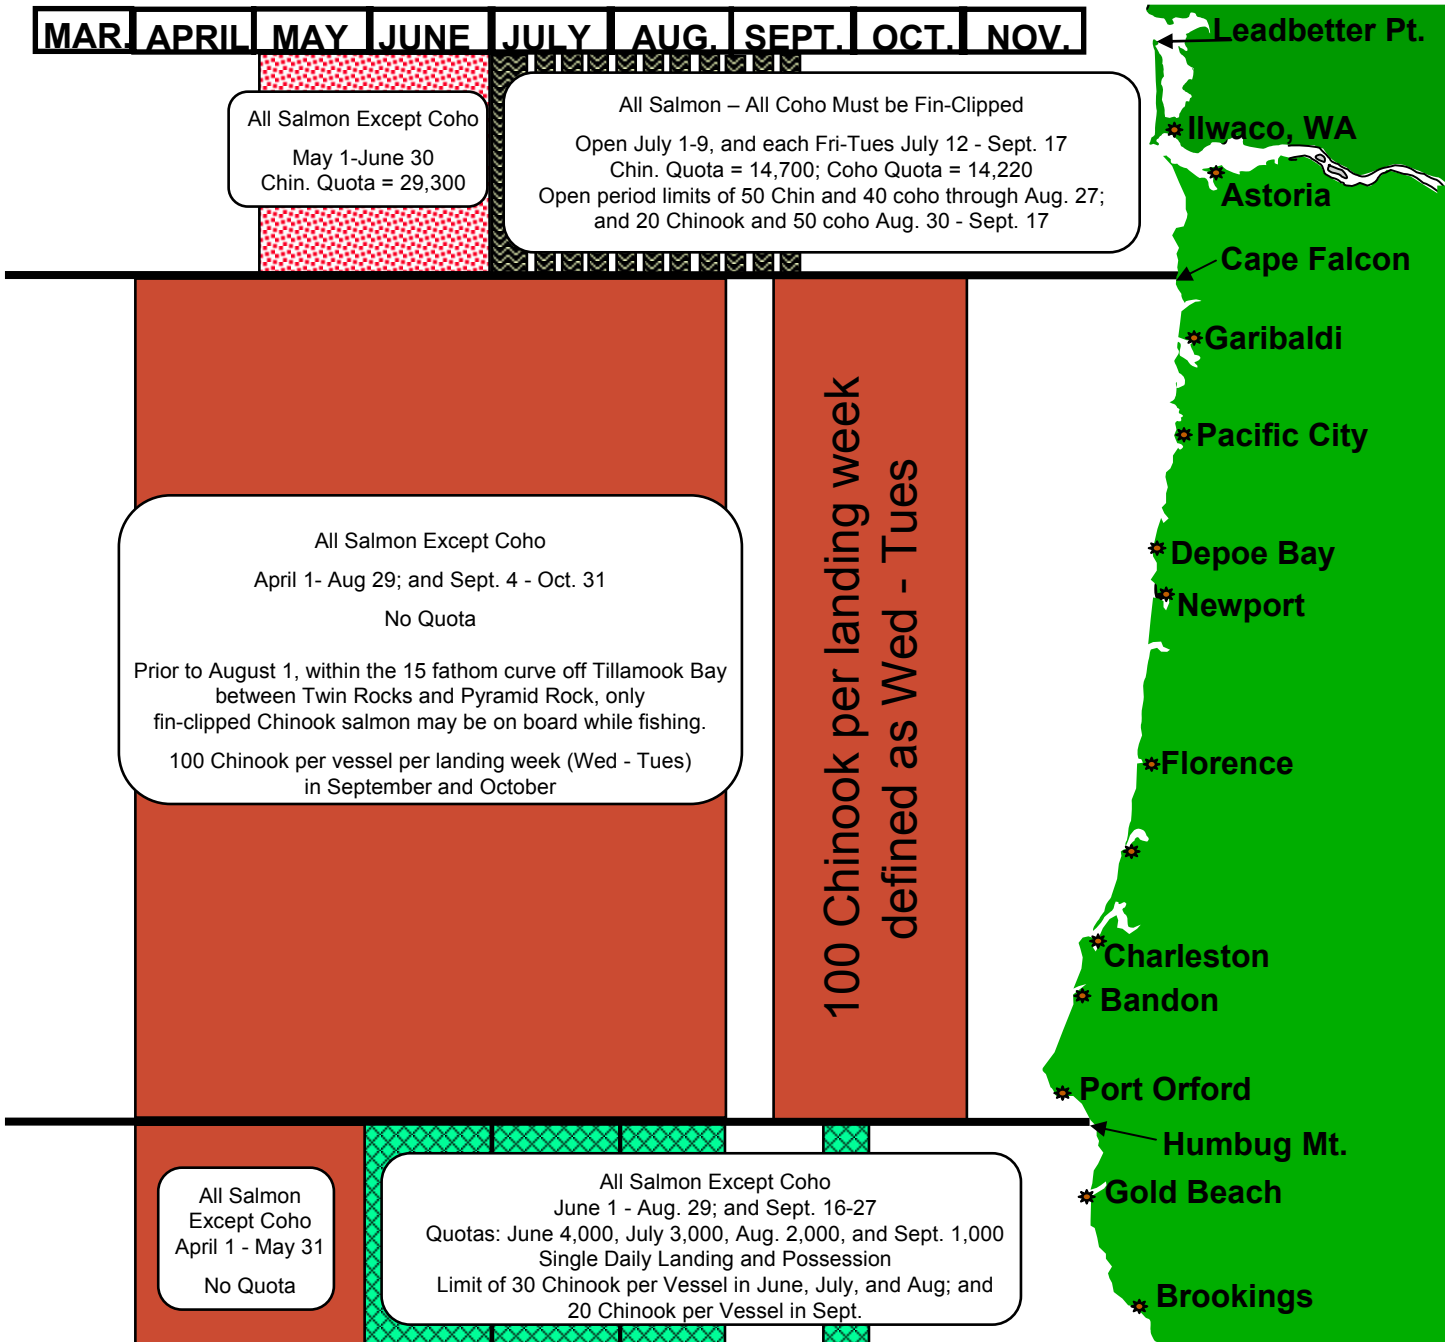 MAR. APRIL MAY JUNE JULY AUG. SEPT. OCT. NOV.
All Salmon Except Coho
May 1-June 30
Chin. Quota = 29,300
All Salmon – All Coho Must be Fin-Clipped
Open July 1-9, and each Fri-Tues July 12 - Sept. 17
Chin. Quota = 14,700; Coho Quota = 14,220
Open period limits of 50 Chin and 40 coho through Aug. 27;
and 20 Chinook and 50 coho Aug. 30 - Sept. 17
All Salmon Except Coho
April 1- Aug 29; and Sept. 4 - Oct. 31
No Quota
Prior to August 1, within the 15 fathom curve off Tillamook Bay
between Twin Rocks and Pyramid Rock, only
fin-clipped Chinook salmon may be on board while fishing.
100 Chinook per vessel per landing week (Wed - Tues)
in September and October
100 Chinook per landing week
defined as Wed - Tues
All Salmon
Except Coho
April 1 - May 31
No Quota
All Salmon Except Coho
June 1 - Aug. 29; and Sept. 16-27
Quotas: June 4,000, July 3,000, Aug. 2,000, and Sept. 1,000
Single Daily Landing and Possession
Limit of 30 Chinook per Vessel in June, July, and Aug; and
20 Chinook per Vessel in Sept.
Leadbetter Pt.
Ilwaco, WA
Astoria
Cape Falcon
Garibaldi
Pacific City
Depoe Bay
Newport
Florence
Charleston
Bandon
Port Orford
Humbug Mt.
Gold Beach
Brookings